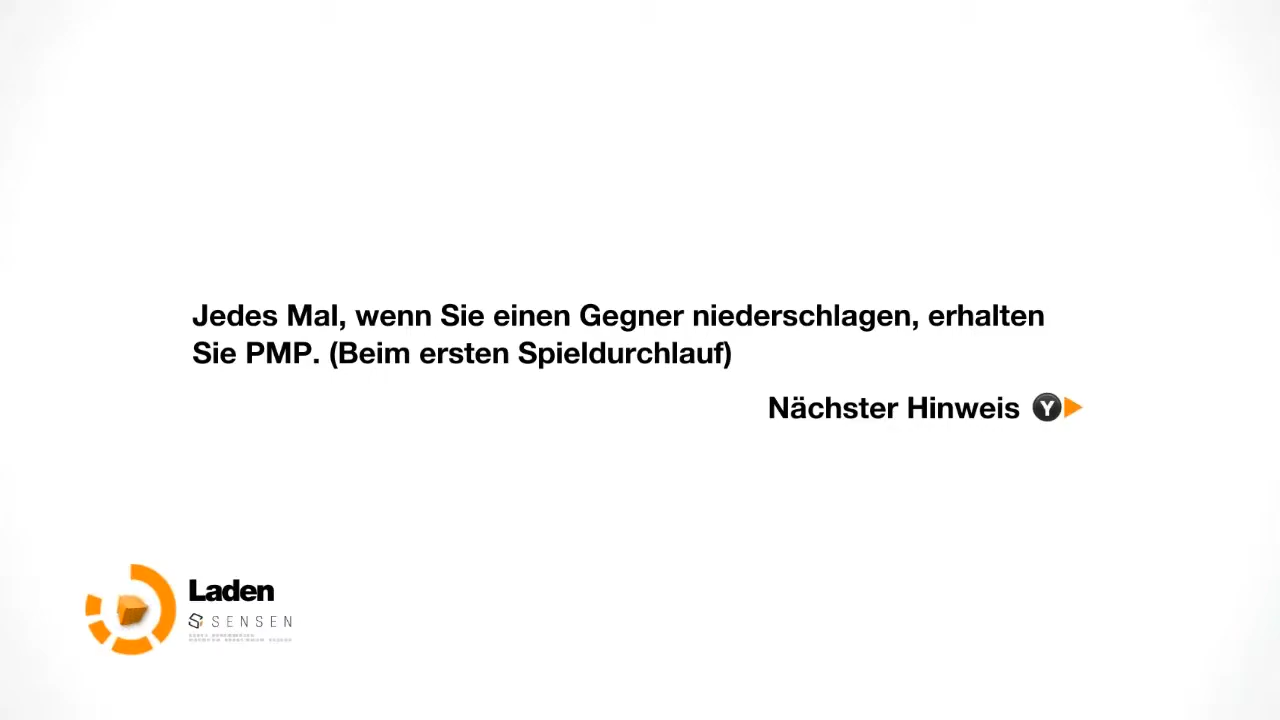 Jedes Mal, wenn Sie einen Gegner niederschlagen, erhalten
Sie PMP. (Beim ersten Spieldurchlauf)
Nächster Hinweis Y
Laden
SENSEN